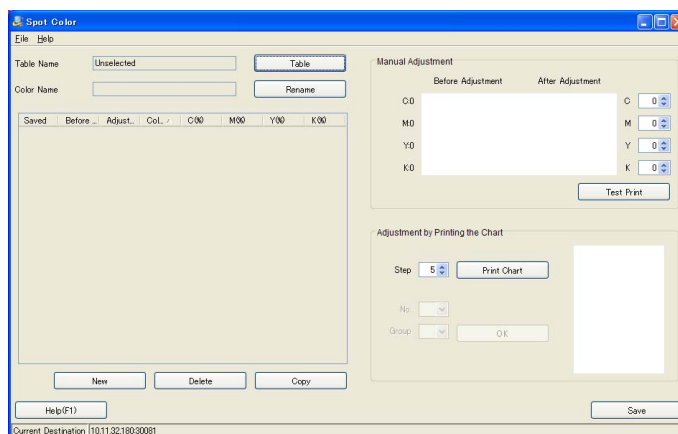 Spot Color
File Help
Table Name Unselected Table
Color Name Rename
Saved Before ... Adjust... Col... C(%) M(%) Y(%) K(%)
New Delete Copy
Manual Adjustment
Before Adjustment After Adjustment
C:0 C 0
M:0 M 0
Y:0 Y 0
K:0 K 0
Test Print
Adjustment by Printing the Chart
Step 5 Print Chart
No
Group OK
Help(F1) Save
Current Destination 10.11.32.180:30081